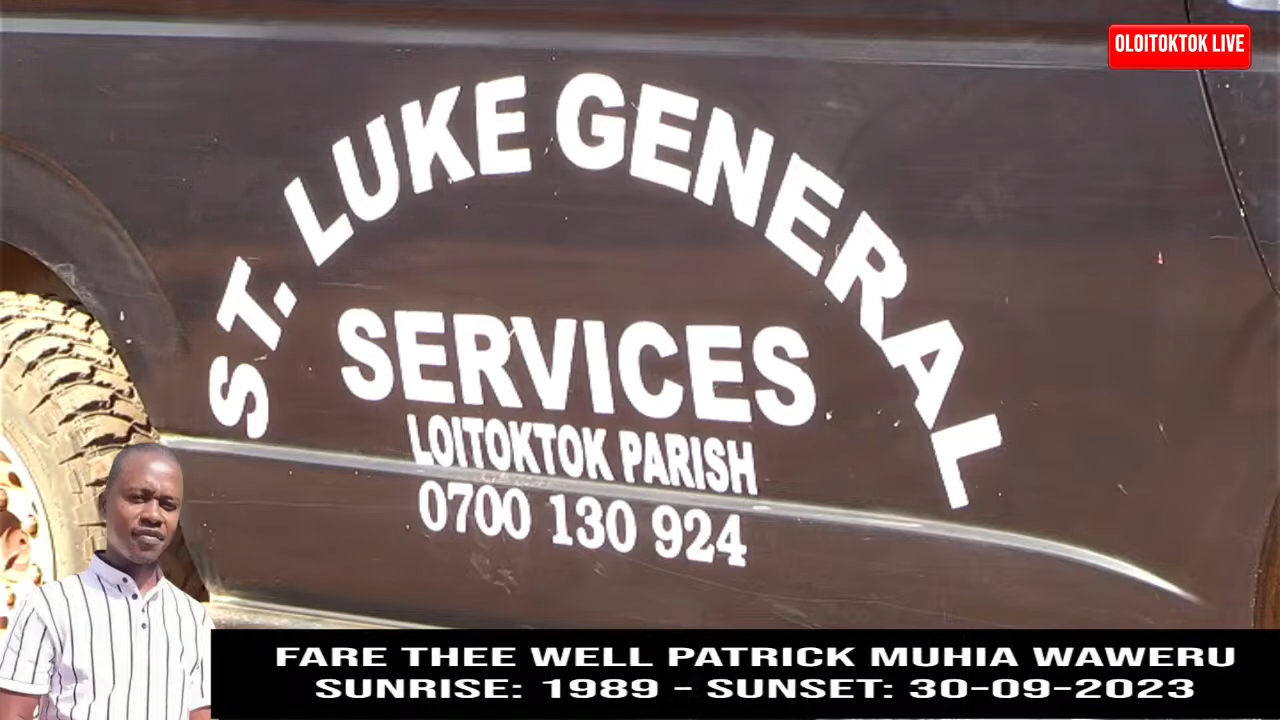 OLOITOKTOK LIVE
ST. LUKE GENERAL
SERVICES
LOITOKTOK PARISH
0700 130 924
FARE THEE WELL PATRICK MUHIA WAWERU
SUNRISE: 1989 - SUNSET: 30-09-2023